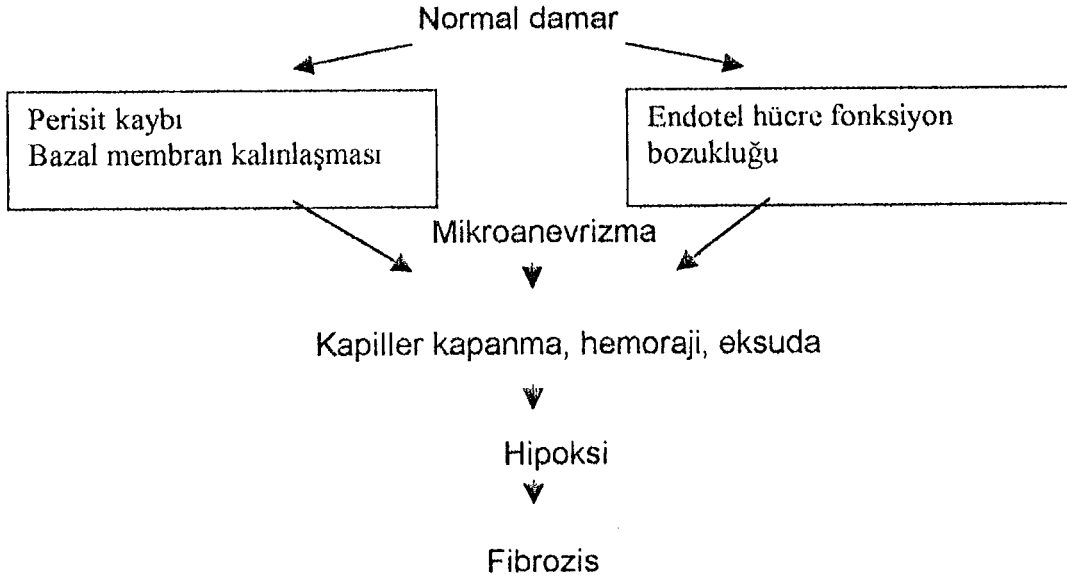 Normal damar
Perisit kaybı
Bazal membran kalınlaşması
Endotel hücre fonksiyon
bozukluğu
Mikroanevrizma
Kapiller kapanma, hemoraji, eksuda
Hipoksi
Fibrozis